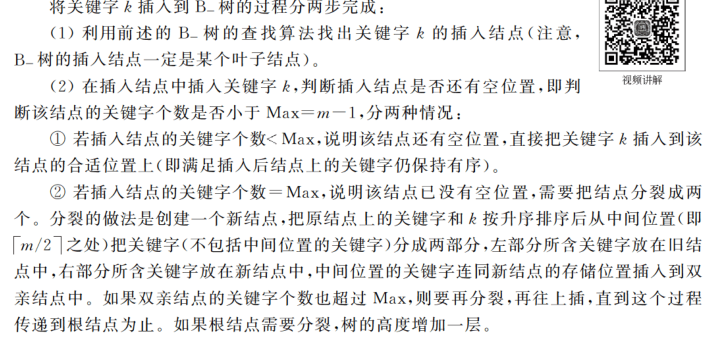 将关键字 k 插入到 B_ 树的过程分两步完成：
(1) 利用前述的 B_ 树的查找算法找出关键字 k 的插入结点(注意，
B_ 树的插入结点一定是某个叶子结点)。
视频讲解
(2) 在插入结点中插入关键字 k,判断插入结点是否还有空位置,即判
断该结点的关键字个数是否小于 Max=m−1,分两种情况：
① 若插入结点的关键字个数<Max,说明该结点还有空位置,直接把关键字 k 插入到该
结点的合适位置上(即满足插入后结点上的关键字仍保持有序)。
② 若插入结点的关键字个数=Max,说明该结点已没有空位置,需要把结点分裂成两
个。分裂的做法是创建一个新结点,把原结点上的关键字和 k 按升序排序后从中间位置(即
⌈m/2⌉之处)把关键字(不包括中间位置的关键字)分成两部分,左部分所含关键字放在旧结
点中,右部分所含关键字放在新结点中,中间位置的关键字连同新结点的存储位置插入到双
亲结点中。如果双亲结点的关键字个数也超过 Max,则要再分裂,再往上插,直到这个过程
传递到根结点为止。如果根结点需要分裂,树的高度增加一层。